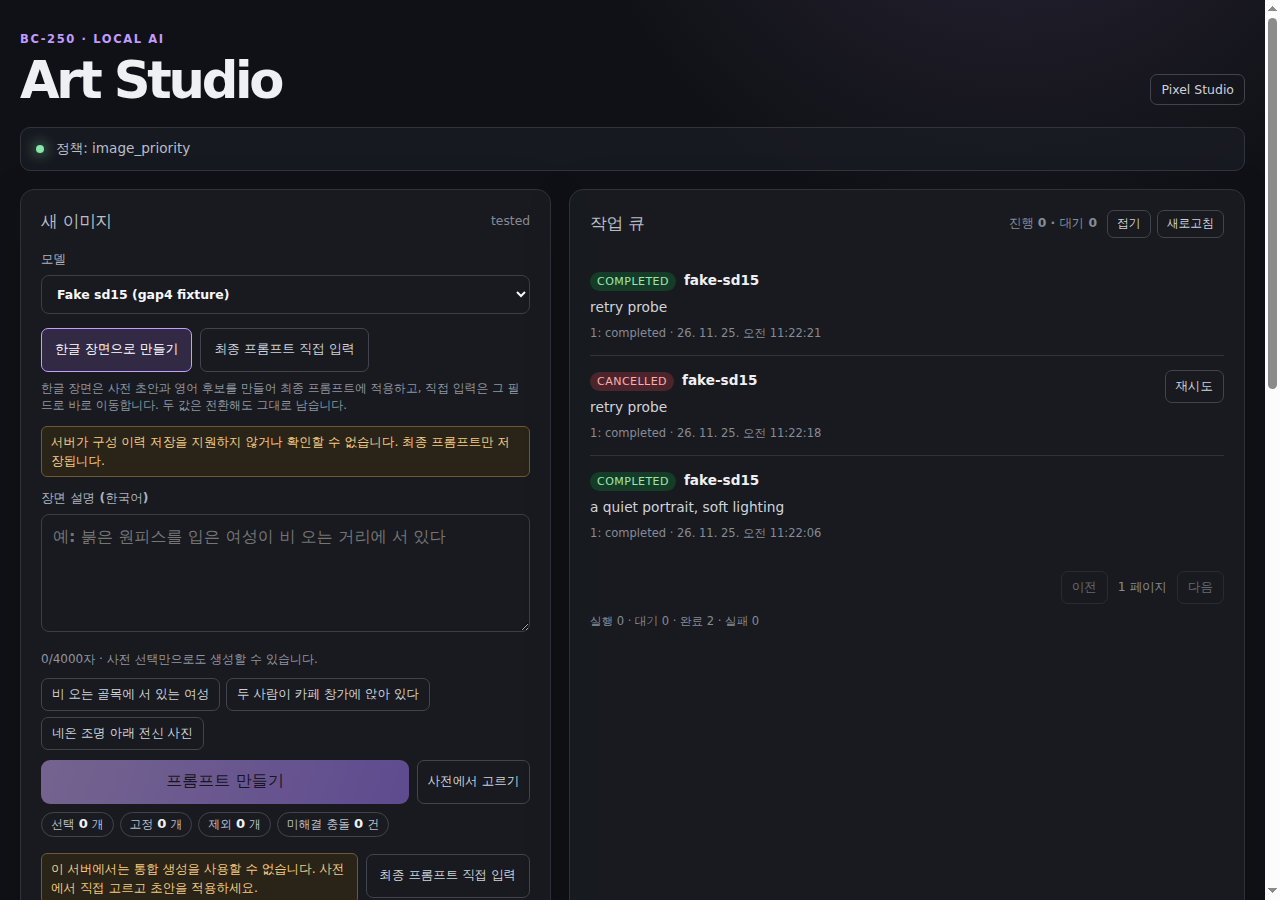 BC-250 · LOCAL AI
Art Studio
Pixel Studio
정책: image_priority
새 이미지
tested
모델
Fake sd15 (gap4 fixture)
한글 장면으로 만들기
최종 프롬프트 직접 입력
한글 장면은 사전 초안과 영어 후보를 만들어 최종 프롬프트에 적용하고, 직접 입력은 그 필
드로 바로 이동합니다. 두 값은 전환해도 그대로 남습니다.
서버가 구성 이력 저장을 지원하지 않거나 확인할 수 없습니다. 최종 프롬프트만 저
장됩니다.
장면 설명 (한국어)
예: 붉은 원피스를 입은 여성이 비 오는 거리에 서 있다
0/4000자 · 사전 선택만으로도 생성할 수 있습니다.
비 오는 골목에 서 있는 여성
두 사람이 카페 창가에 앉아 있다
네온 조명 아래 전신 사진
프롬프트 만들기
사전에서 고르기
선택 0 개
고정 0 개
제외 0 개
미해결 충돌 0 건
이 서버에서는 통합 생성을 사용할 수 없습니다. 사전
에서 직접 고르고 초안을 적용하세요.
최종 프롬프트 직접 입력
작업 큐
진행 0 · 대기 0
접기
새로고침
COMPLETED fake-sd15
retry probe
1: completed · 26. 11. 25. 오전 11:22:21
CANCELLED fake-sd15
재시도
retry probe
1: completed · 26. 11. 25. 오전 11:22:18
COMPLETED fake-sd15
a quiet portrait, soft lighting
1: completed · 26. 11. 25. 오전 11:22:06
이전
1 페이지
다음
실행 0 · 대기 0 · 완료 2 · 실패 0